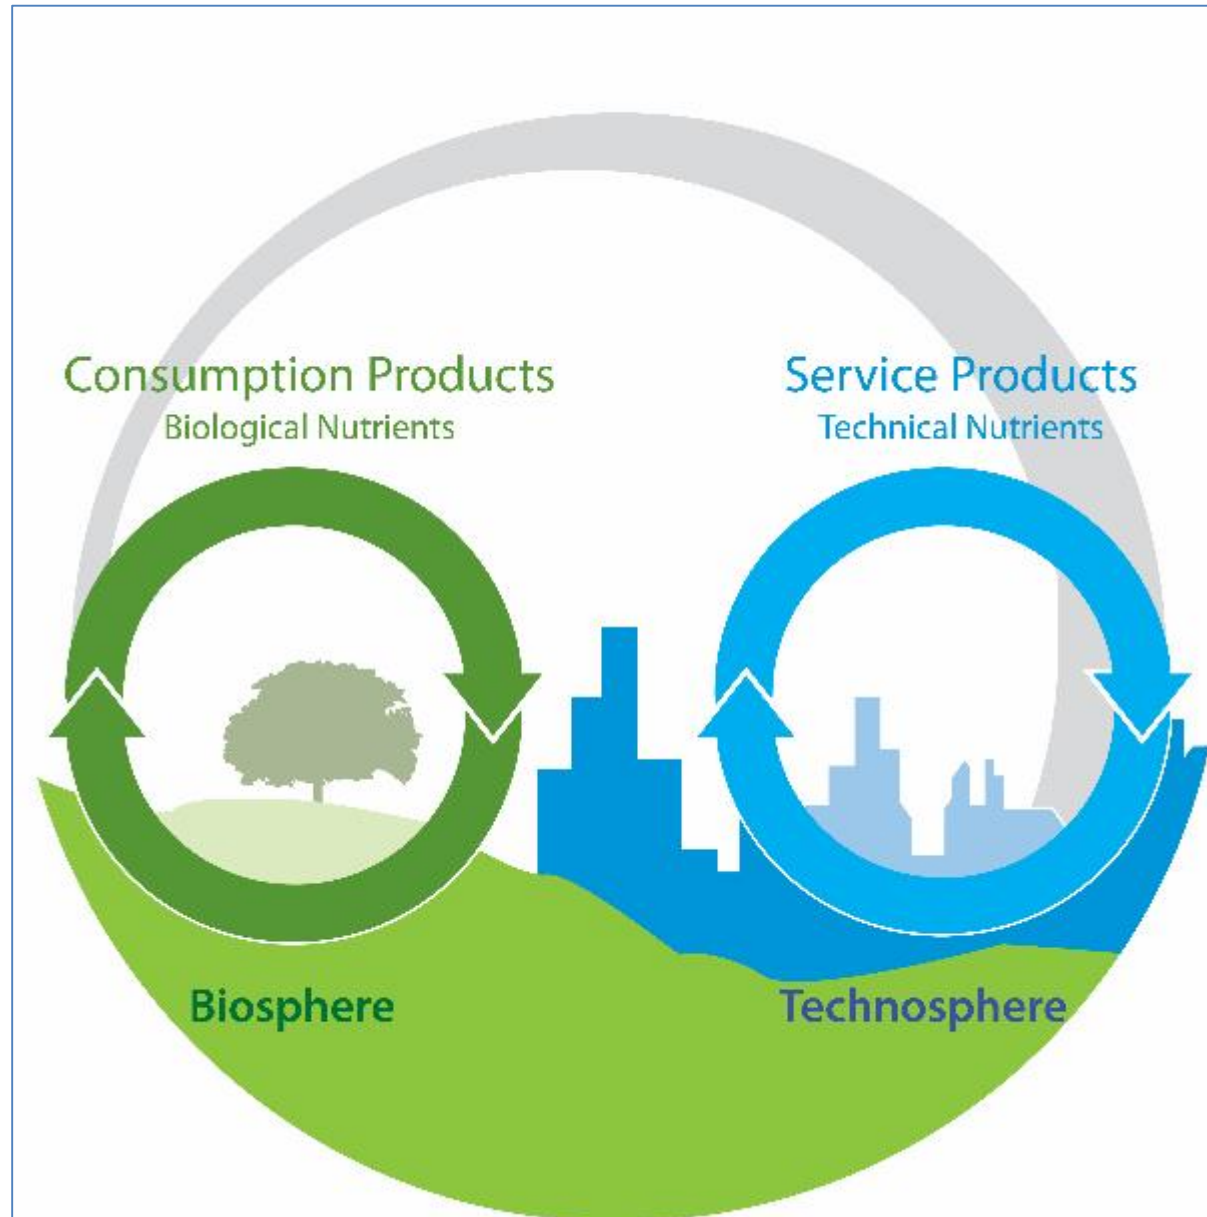 Consumption Products
Biological Nutrients
Service Products
Technical Nutrients
Biosphere
Technosphere